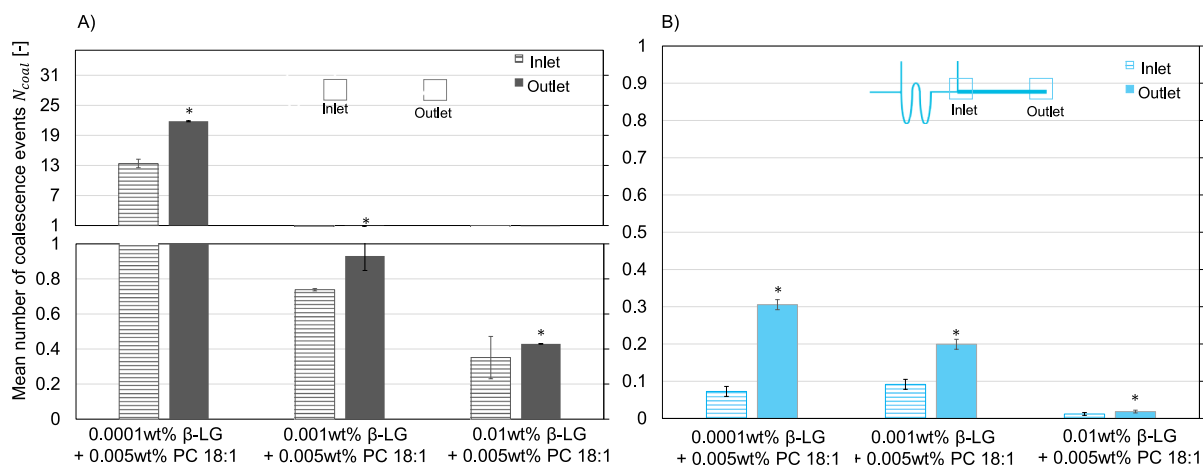 A)
Mean number of coalescence events N_coal [-]
31
25
19
13
7
1
1
0.8
0.6
0.4
0.2
0
Inlet
Outlet
Inlet
Outlet
*
*
*
0.0001wt% β-LG
+ 0.005wt% PC 18:1
0.001wt% β-LG
+ 0.005wt% PC 18:1
0.01wt% β-LG
+ 0.005wt% PC 18:1
B)
1
0.9
0.8
0.7
0.6
0.5
0.4
0.3
0.2
0.1
0
Inlet
Outlet
Inlet
Outlet
*
*
*
0.0001wt% β-LG
+ 0.005wt% PC 18:1
0.001wt% β-LG
+ 0.005wt% PC 18:1
0.01wt% β-LG
+ 0.005wt% PC 18:1